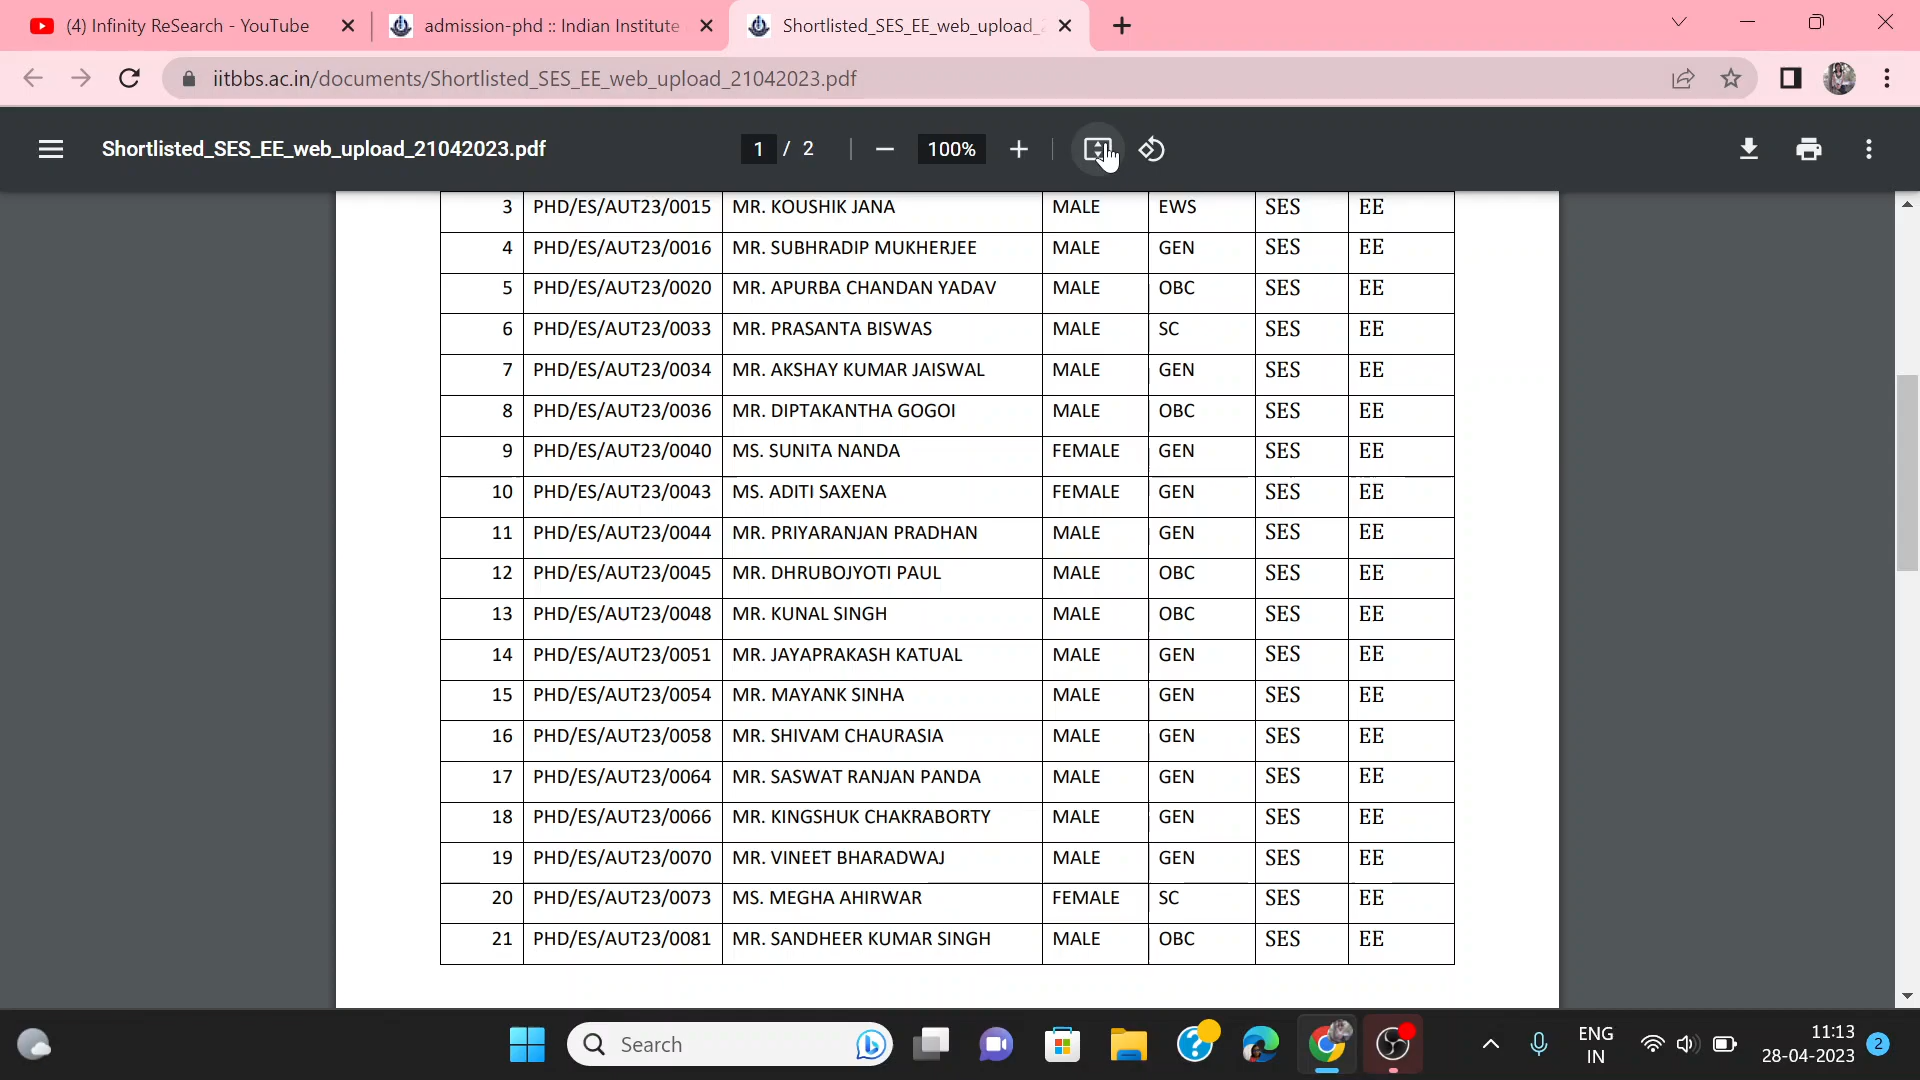 (4) Infinity ReSearch - YouTube
admission-phd :: Indian Institute
Shortlisted_SES_EE_web_upload_2
iitbbs.ac.in/documents/Shortlisted_SES_EE_web_upload_21042023.pdf
Shortlisted_SES_EE_web_upload_21042023.pdf 1 / 2 100%
3 PHD/ES/AUT23/0015 MR. KOUSHIK JANA MALE EWS SES EE
4 PHD/ES/AUT23/0016 MR. SUBHRADIP MUKHERJEE MALE GEN SES EE
5 PHD/ES/AUT23/0020 MR. APURBA CHANDAN YADAV MALE OBC SES EE
6 PHD/ES/AUT23/0033 MR. PRASANTA BISWAS MALE SC SES EE
7 PHD/ES/AUT23/0034 MR. AKSHAY KUMAR JAISWAL MALE GEN SES EE
8 PHD/ES/AUT23/0036 MR. DIPTAKANTHA GOGOI MALE OBC SES EE
9 PHD/ES/AUT23/0040 MS. SUNITA NANDA FEMALE GEN SES EE
10 PHD/ES/AUT23/0043 MS. ADITI SAXENA FEMALE GEN SES EE
11 PHD/ES/AUT23/0044 MR. PRIYARANJAN PRADHAN MALE GEN SES EE
12 PHD/ES/AUT23/0045 MR. DHRUBOJYOTI PAUL MALE OBC SES EE
13 PHD/ES/AUT23/0048 MR. KUNAL SINGH MALE OBC SES EE
14 PHD/ES/AUT23/0051 MR. JAYAPRAKASH KATUAL MALE GEN SES EE
15 PHD/ES/AUT23/0054 MR. MAYANK SINHA MALE GEN SES EE
16 PHD/ES/AUT23/0058 MR. SHIVAM CHAURASIA MALE GEN SES EE
17 PHD/ES/AUT23/0064 MR. SASWAT RANJAN PANDA MALE GEN SES EE
18 PHD/ES/AUT23/0066 MR. KINGSHUK CHAKRABORTY MALE GEN SES EE
19 PHD/ES/AUT23/0070 MR. VINEET BHARADWAJ MALE GEN SES EE
20 PHD/ES/AUT23/0073 MS. MEGHA AHIRWAR FEMALE SC SES EE
21 PHD/ES/AUT23/0081 MR. SANDHEER KUMAR SINGH MALE OBC SES EE
Search
ENG
IN
11:13
28-04-2023
2